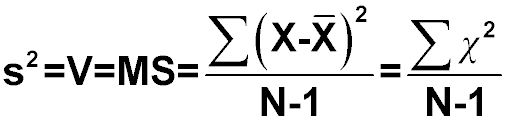 s²=V=MS=∑(X-X̅)²/N-1=∑χ²/N-1